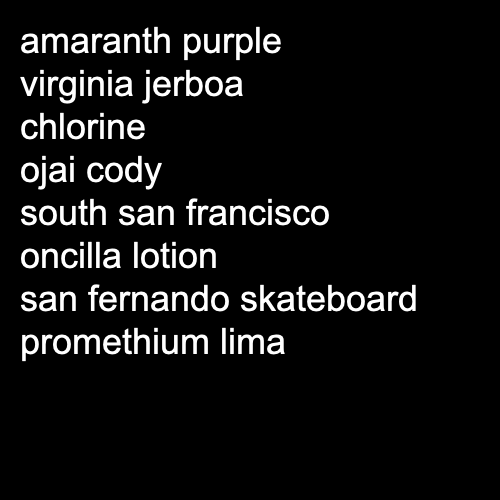 amaranth purple
virginia jerboa
chlorine
ojai cody
south san francisco
oncilla lotion
san fernando skateboard
promethium lima